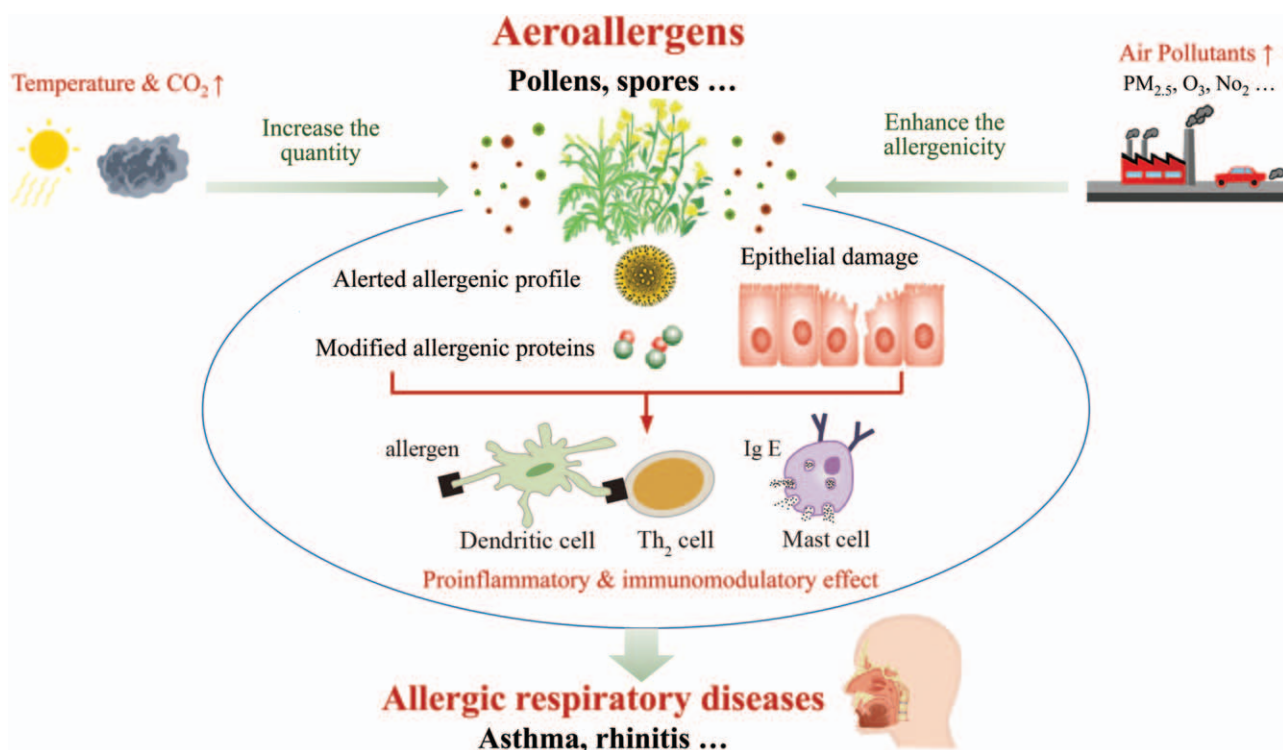 Aeroallergens
Pollens, spores ...
Temperature & CO₂ ↑
Increase the
quantity
Air Pollutants ↑
PM₂.₅, O₃, No₂ ...
Enhance the
allergenicity
Alerted allergenic profile
Epithelial damage
Modified allergenic proteins
allergen
Ig E
Dendritic cell
Th₂ cell
Mast cell
Proinflammatory & immunomodulatory effect
Allergic respiratory diseases
Asthma, rhinitis ...